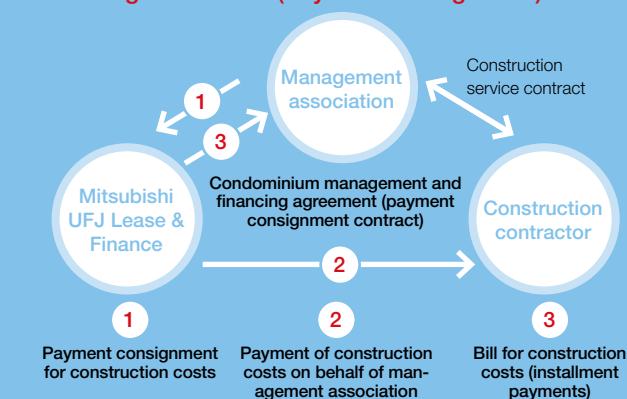 Management
association
Construction
service contract
1
3
Mitsubishi
UFJ Lease &
Finance
Condominium management and
financing agreement (payment
consignment contract)
Construction
contractor
2
1
Payment consignment
for construction costs
2
Payment of construction
costs on behalf of man-
agement association
3
Bill for construction
costs (installment
payments)